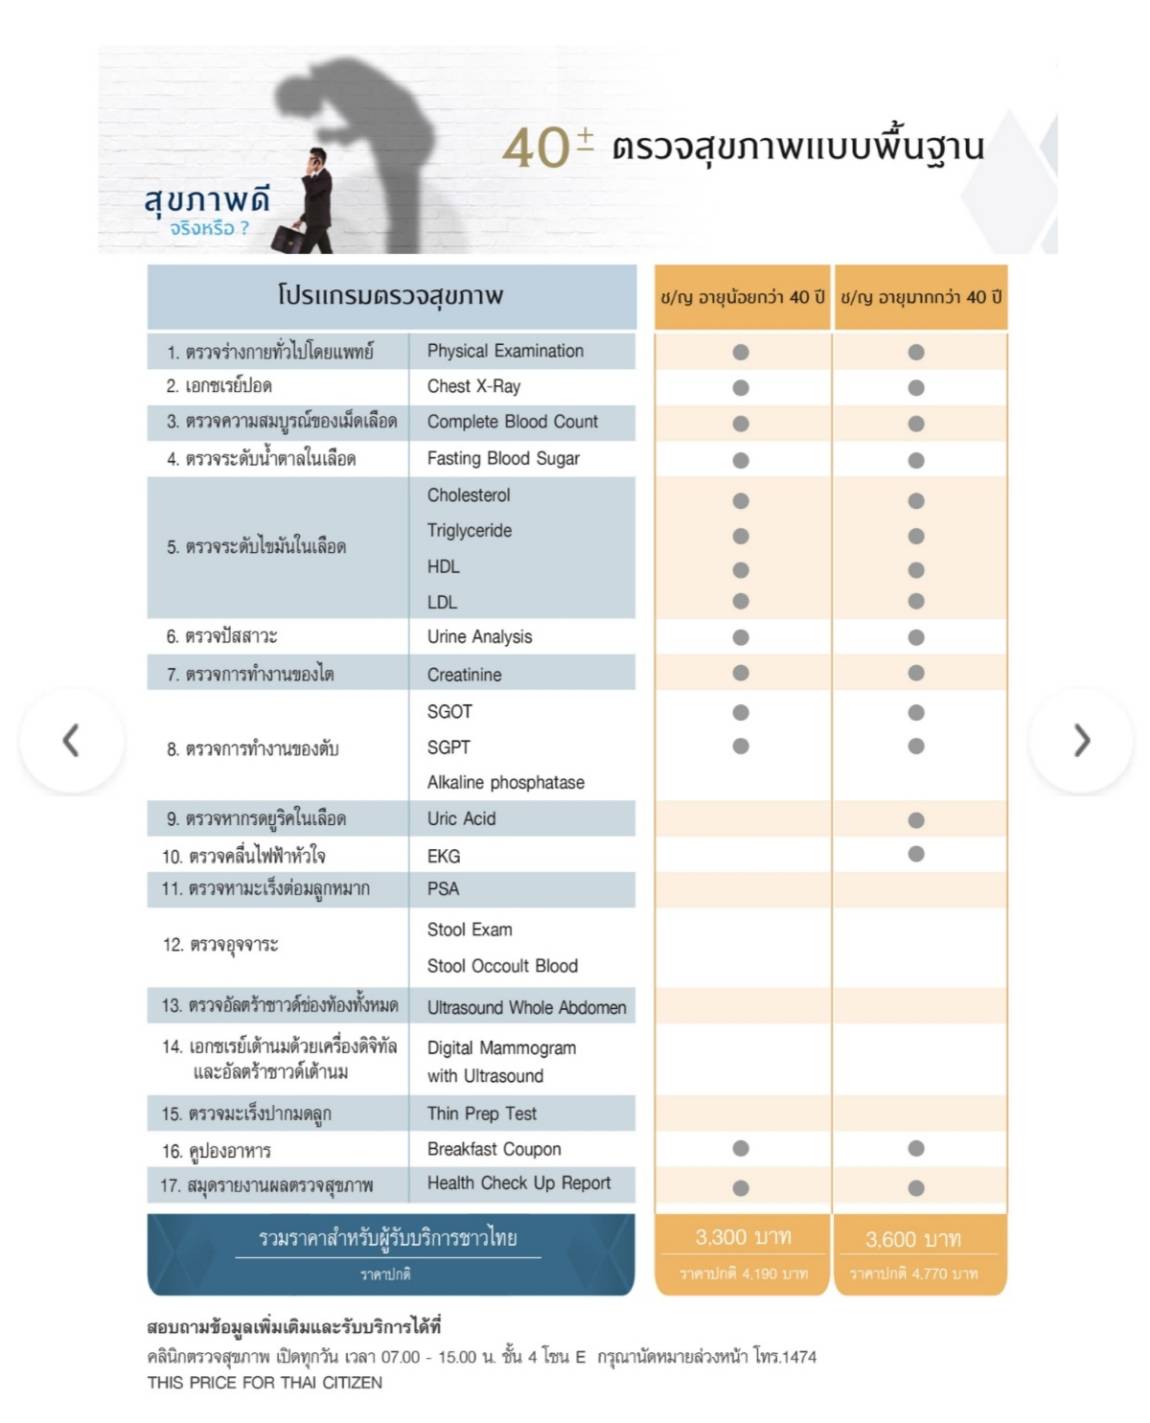 40± ตรวจสุขภาพแบบพื้นฐาน
สุขภาพดี
จริงหรือ ?
โปรแกรมตรวจสุขภาพ
ช/ญ อายุน้อยกว่า 40 ปี
ช/ญ อายุมากกว่า 40 ปี
1. ตรวจร่างกายทั่วไปโดยแพทย์ Physical Examination
2. เอกซเรย์ปอด Chest X-Ray
3. ตรวจความสมบูรณ์ของเม็ดเลือด Complete Blood Count
4. ตรวจระดับน้ำตาลในเลือด Fasting Blood Sugar
5. ตรวจระดับไขมันในเลือด
Cholesterol
Triglyceride
HDL
LDL
6. ตรวจปัสสาวะ Urine Analysis
7. ตรวจการทำงานของไต Creatinine
8. ตรวจการทำงานของตับ
SGOT
SGPT
Alkaline phosphatase
9. ตรวจหากรดยูริคในเลือด Uric Acid
10. ตรวจคลื่นไฟฟ้าหัวใจ EKG
11. ตรวจหามะเร็งต่อมลูกหมาก PSA
12. ตรวจอุจจาระ
Stool Exam
Stool Occoult Blood
13. ตรวจอัลตร้าซาวด์ช่องท้องทั้งหมด Ultrasound Whole Abdomen
14. เอกซเรย์เต้านมด้วยเครื่องดิจิทัล
และอัลตร้าซาวด์เต้านม
Digital Mammogram
with Ultrasound
15. ตรวจมะเร็งปากมดลูก Thin Prep Test
16. คูปองอาหาร Breakfast Coupon
17. สมุดรายงานผลตรวจสุขภาพ Health Check Up Report
รวมราคาสำหรับผู้รับบริการชาวไทย 3,300 บาท 3,600 บาท
ราคาปกติ ราคาปกติ 4,190 บาท ราคาปกติ 4,770 บาท
สอบถามข้อมูลเพิ่มเติมและรับบริการได้ที่
คลินิกตรวจสุขภาพ เปิดทุกวัน เวลา 07.00 - 15.00 น. ชั้น 4 โซน E กรุณานัดหมายล่วงหน้า โทร.1474
THIS PRICE FOR THAI CITIZEN